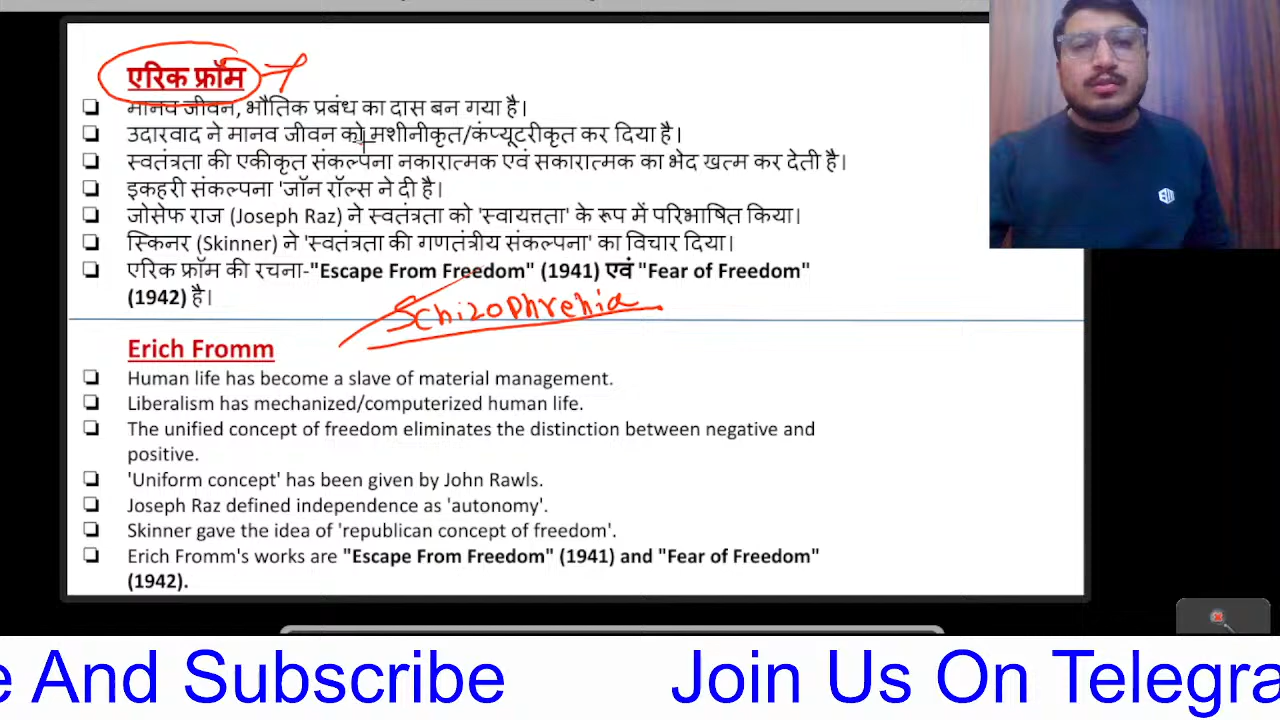 एरिक फ्रॉम
मानव जीवन, भौतिक प्रबंध का दास बन गया है।
उदारवाद ने मानव जीवन को मशीनीकृत/कंप्यूटरीकृत कर दिया है।
स्वतंत्रता की एकीकृत संकल्पना नकारात्मक एवं सकारात्मक का भेद खत्म कर देती है।
इकहरी संकल्पना 'जॉन रॉल्स ने दी है।
जोसेफ राज (Joseph Raz) ने स्वतंत्रता को 'स्वायत्तता' के रूप में परिभाषित किया।
स्किनर (Skinner) ने 'स्वतंत्रता की गणतंत्रीय संकल्पना' का विचार दिया।
एरिक फ्रॉम की रचना-"Escape From Freedom" (1941) एवं "Fear of Freedom"
(1942) है।
Schizophrenia
Erich Fromm
Human life has become a slave of material management.
Liberalism has mechanized/computerized human life.
The unified concept of freedom eliminates the distinction between negative and
positive.
'Uniform concept' has been given by John Rawls.
Joseph Raz defined independence as 'autonomy'.
Skinner gave the idea of 'republican concept of freedom'.
Erich Fromm's works are "Escape From Freedom" (1941) and "Fear of Freedom"
(1942).
e And Subscribe Join Us On Telegra